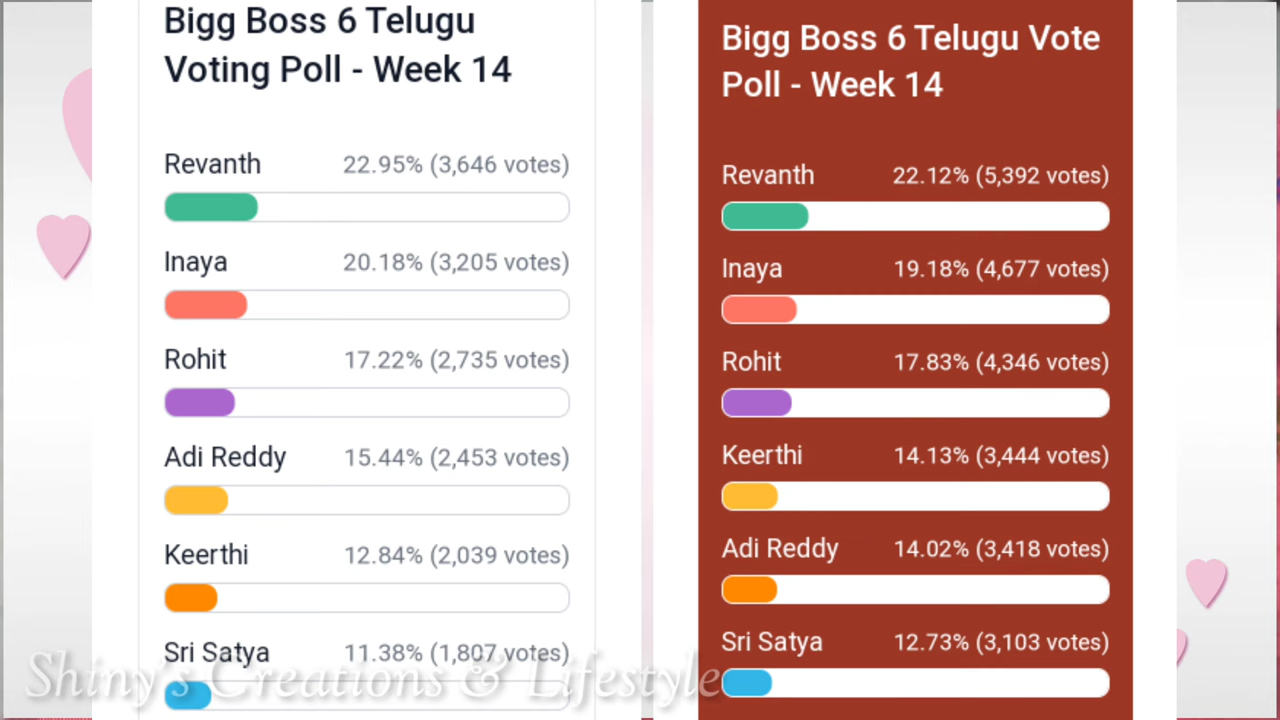 Bigg Boss 6 Telugu
Voting Poll - Week 14
Revanth 22.95% (3,646 votes)
Inaya 20.18% (3,205 votes)
Rohit 17.22% (2,735 votes)
Adi Reddy 15.44% (2,453 votes)
Keerthi 12.84% (2,039 votes)
Sri Satya 11.38% (1,807 votes)
Bigg Boss 6 Telugu Vote
Poll - Week 14
Revanth 22.12% (5,392 votes)
Inaya 19.18% (4,677 votes)
Rohit 17.83% (4,346 votes)
Keerthi 14.13% (3,444 votes)
Adi Reddy 14.02% (3,418 votes)
Sri Satya 12.73% (3,103 votes)
Shiny's Creations & Lifestyle